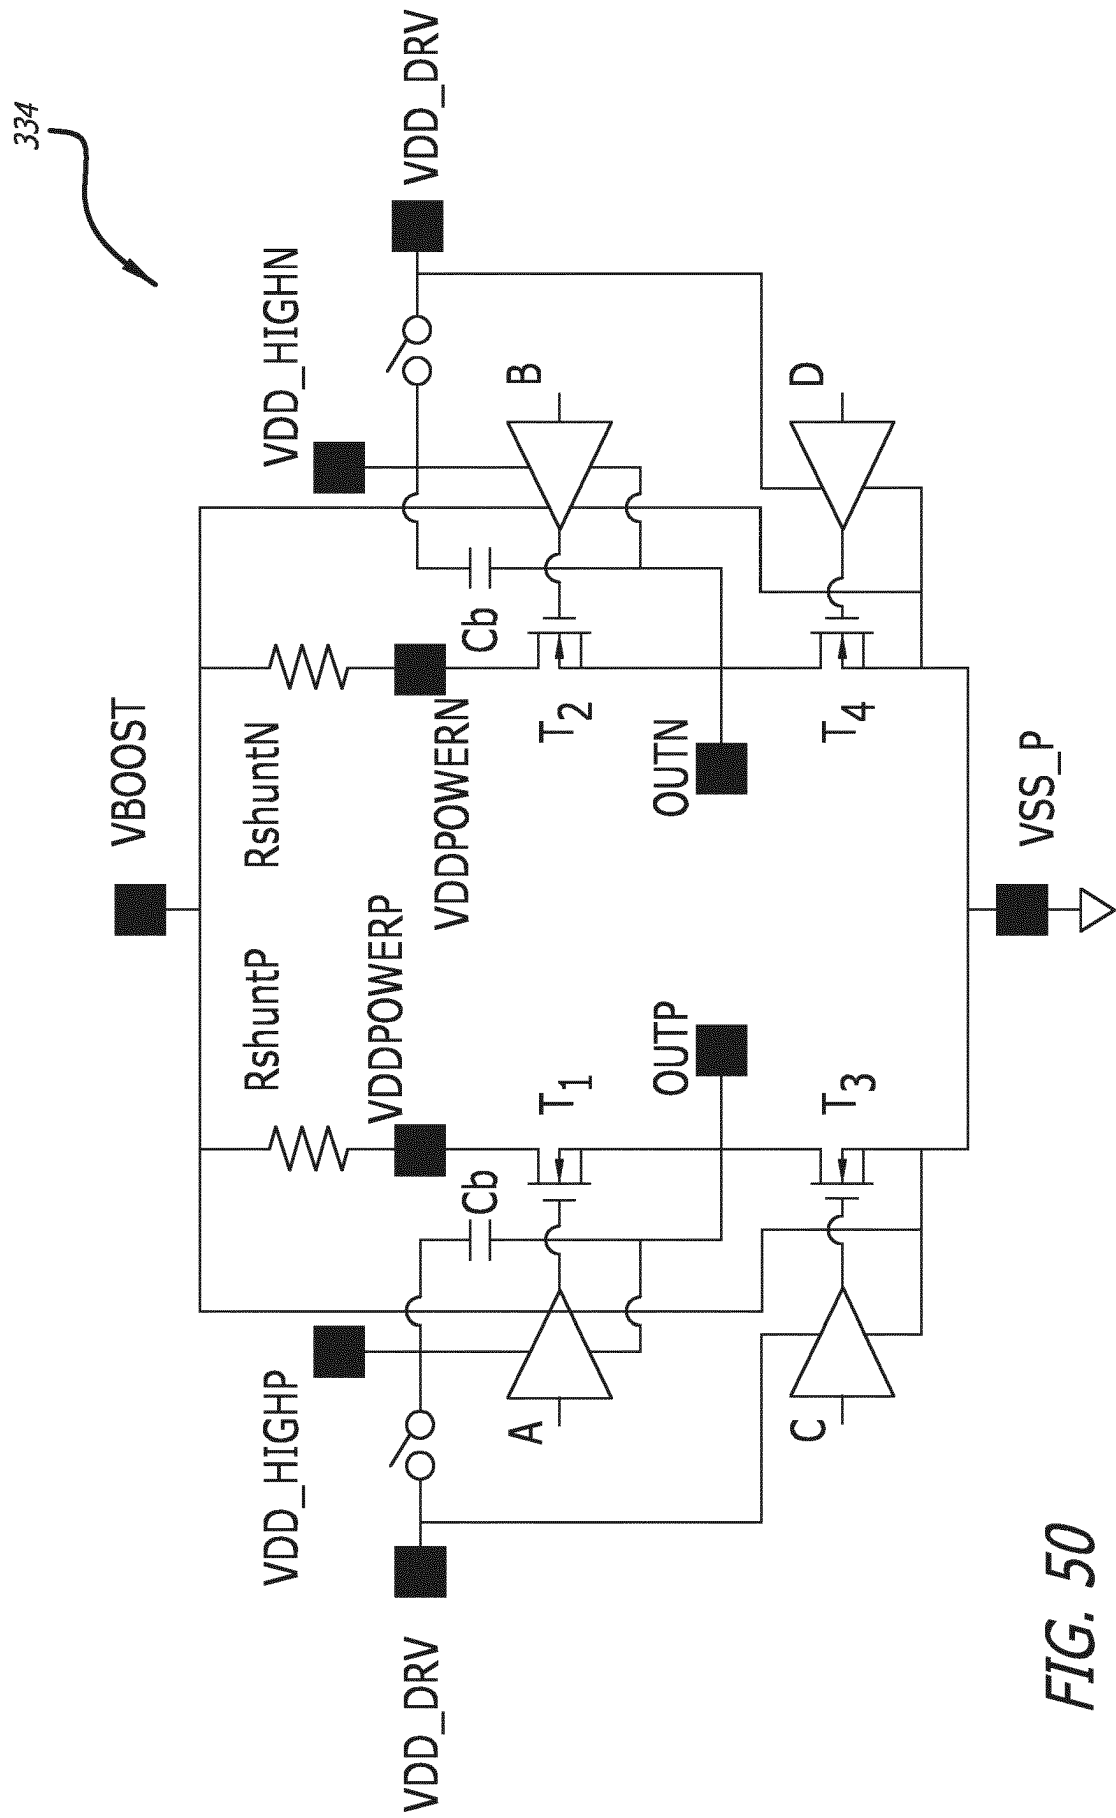 334
VBOOST
RshuntP
RshuntN
VDD_HIGHP
VDD_HIGHN
VDD_DRV
VDDPOWERP
VDDPOWERN
VDD_DRV
Cb
Cb
A
T1
T2
B
OUTP
OUTN
C
T3
T4
D
VSS_P
FIG. 50